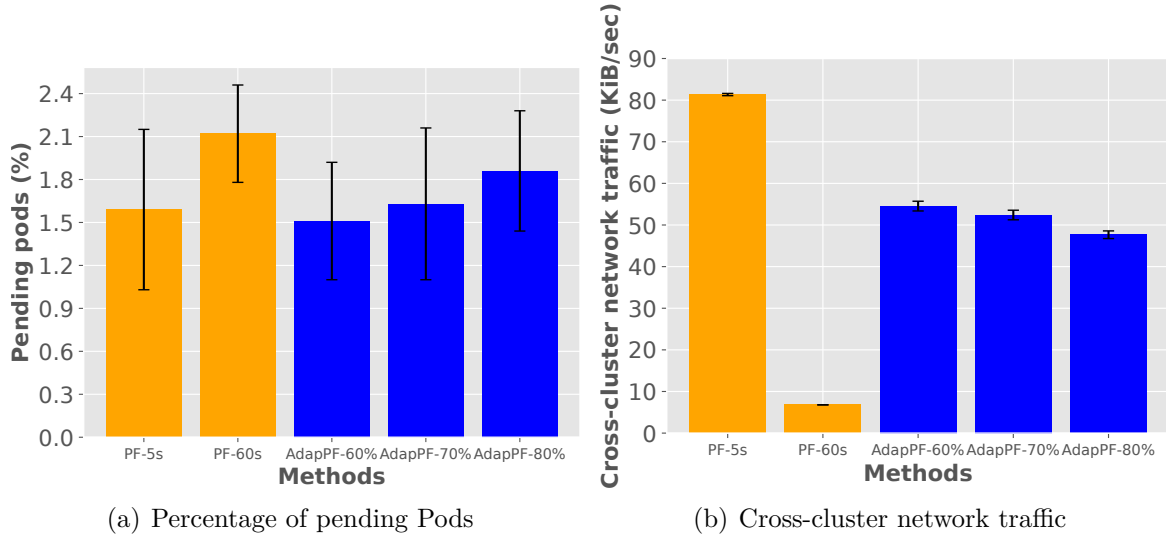 Pending pods (%)
2.4
2.1
1.8
1.5
1.2
0.9
0.6
0.3
0.0
PF-5s PF-60s AdapPF-60% AdapPF-70% AdapPF-80%
Methods
(a) Percentage of pending Pods
Cross-cluster network traffic (KiB/sec)
90
80
70
60
50
40
30
20
10
0
PF-5s PF-60s AdapPF-60% AdapPF-70% AdapPF-80%
Methods
(b) Cross-cluster network traffic